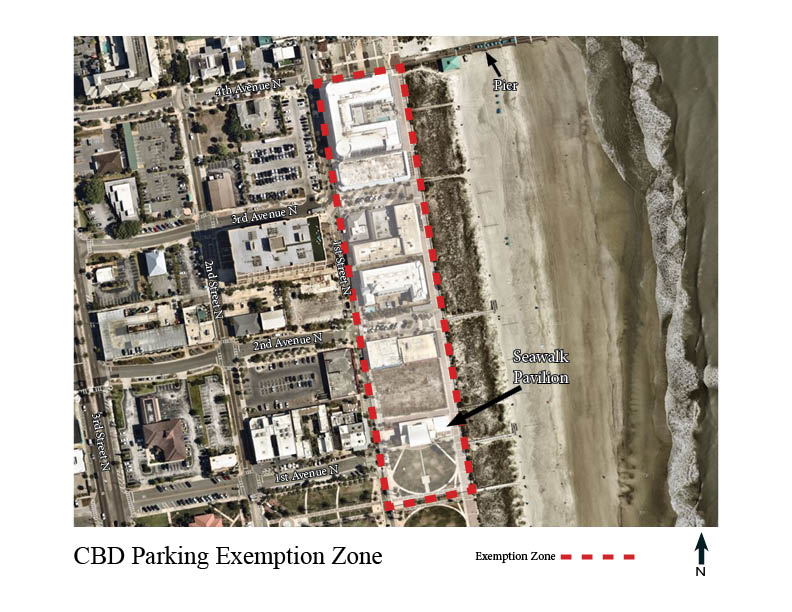 4th Avenue N
Pier
3rd Avenue N
1st Street N
2nd Street N
2nd Avenue N
Seawalk
Pavilion
3rd Street N
1st Avenue N
CBD Parking Exemption Zone
Exemption Zone
N